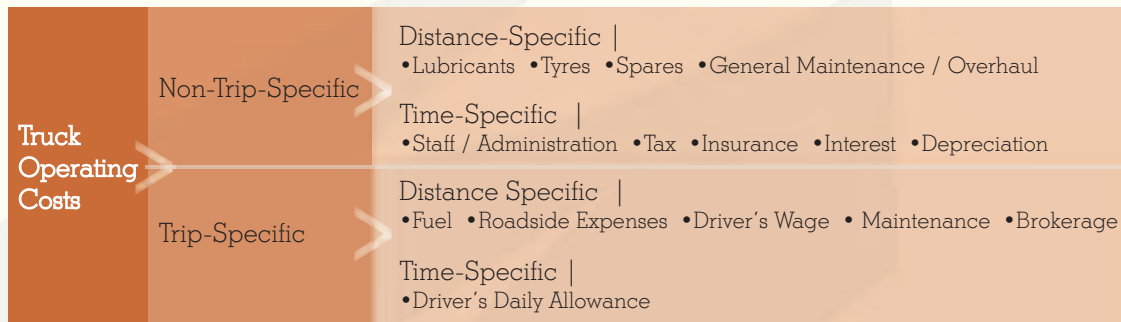 Truck
Operating
Costs
Non-Trip-Specific
Distance-Specific |
•Lubricants •Tyres •Spares •General Maintenance / Overhaul
Time-Specific |
•Staff / Administration •Tax •Insurance •Interest •Depreciation
Trip-Specific
Distance Specific |
•Fuel •Roadside Expenses •Driver's Wage • Maintenance •Brokerage
Time-Specific |
•Driver's Daily Allowance